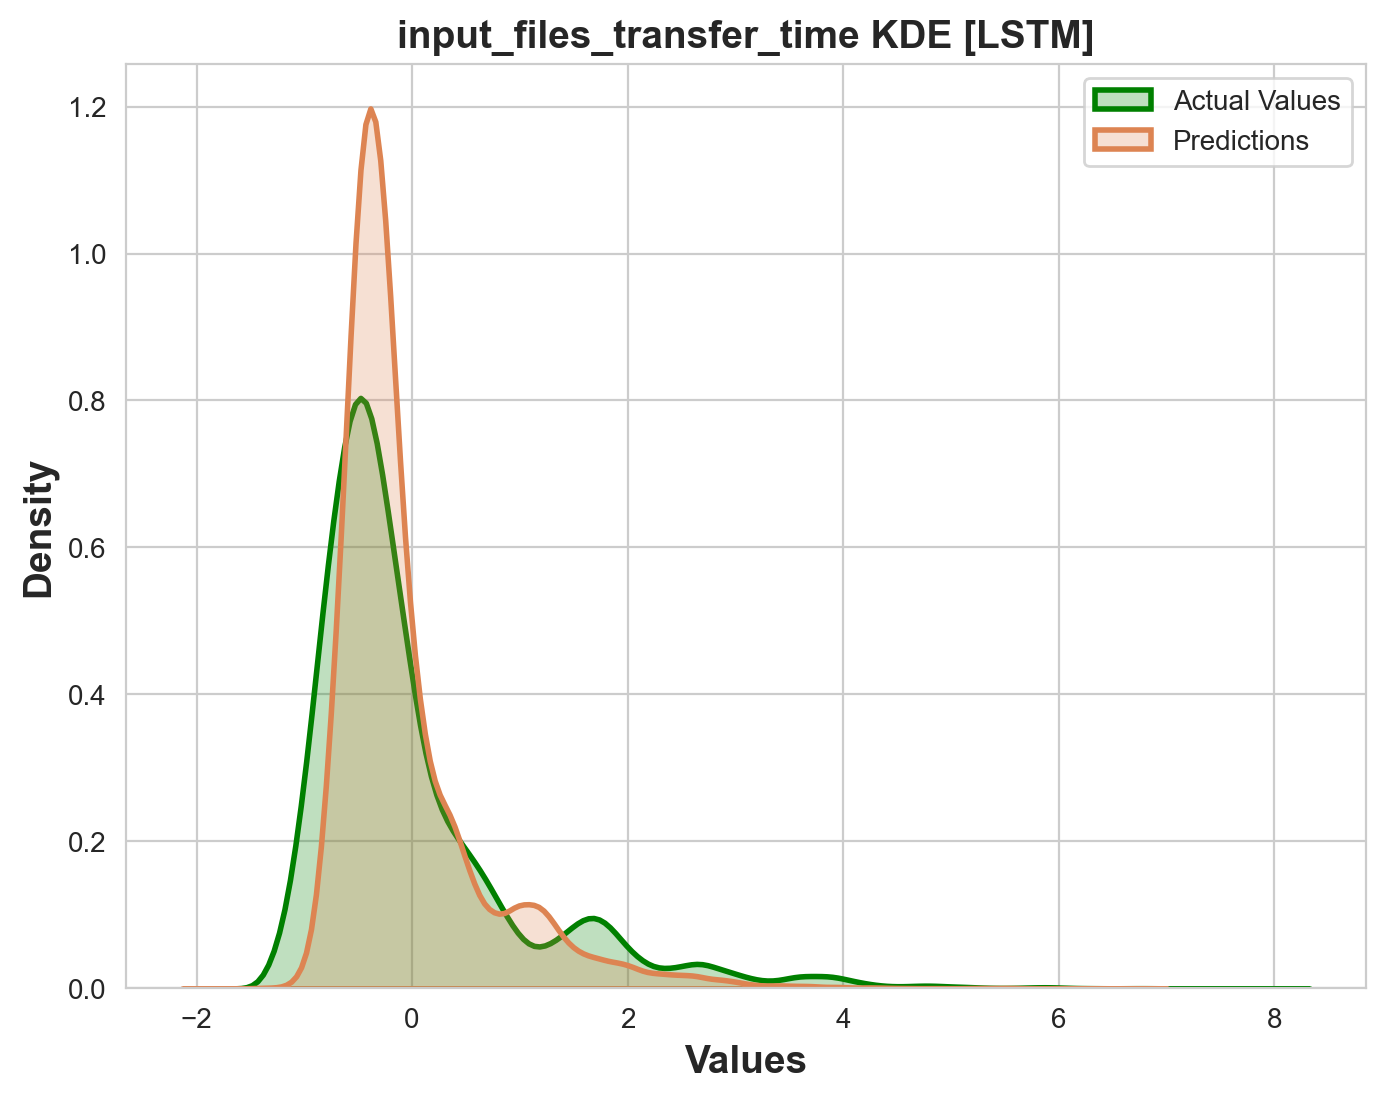 input_files_transfer_time KDE [LSTM]
Actual Values
Predictions
1.2
1.0
0.8
0.6
0.4
0.2
0.0
Density
−2
0
2
4
6
8
Values